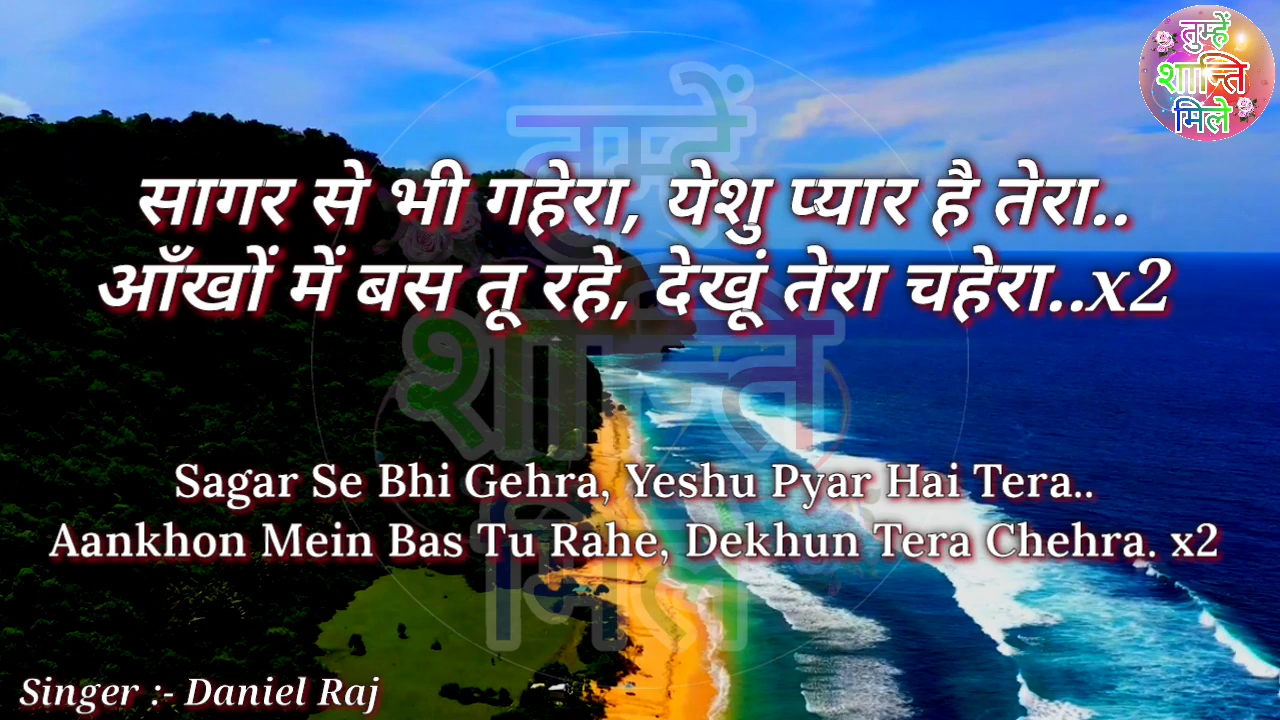 तुम्हें
शान्ति
मिले
सागर से भी गहेरा, येशु प्यार है तेरा..
आँखों में बस तू रहे, देखूं तेरा चहेरा..x2
तुम्हें
शान्ति
मिले
Sagar Se Bhi Gehra, Yeshu Pyar Hai Tera..
Aankhon Mein Bas Tu Rahe, Dekhun Tera Chehra. x2
Singer :- Daniel Raj